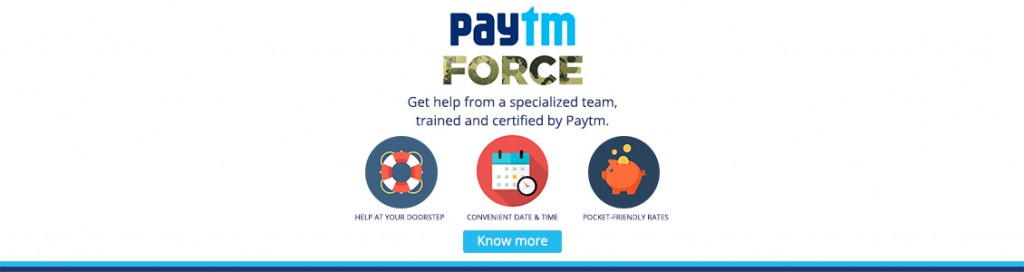 paytm
FORCE
Get help from a specialized team,
trained and certified by Paytm.
HELP AT YOUR DOORSTEP
CONVENIENT DATE & TIME
POCKET-FRIENDLY RATES
Know more